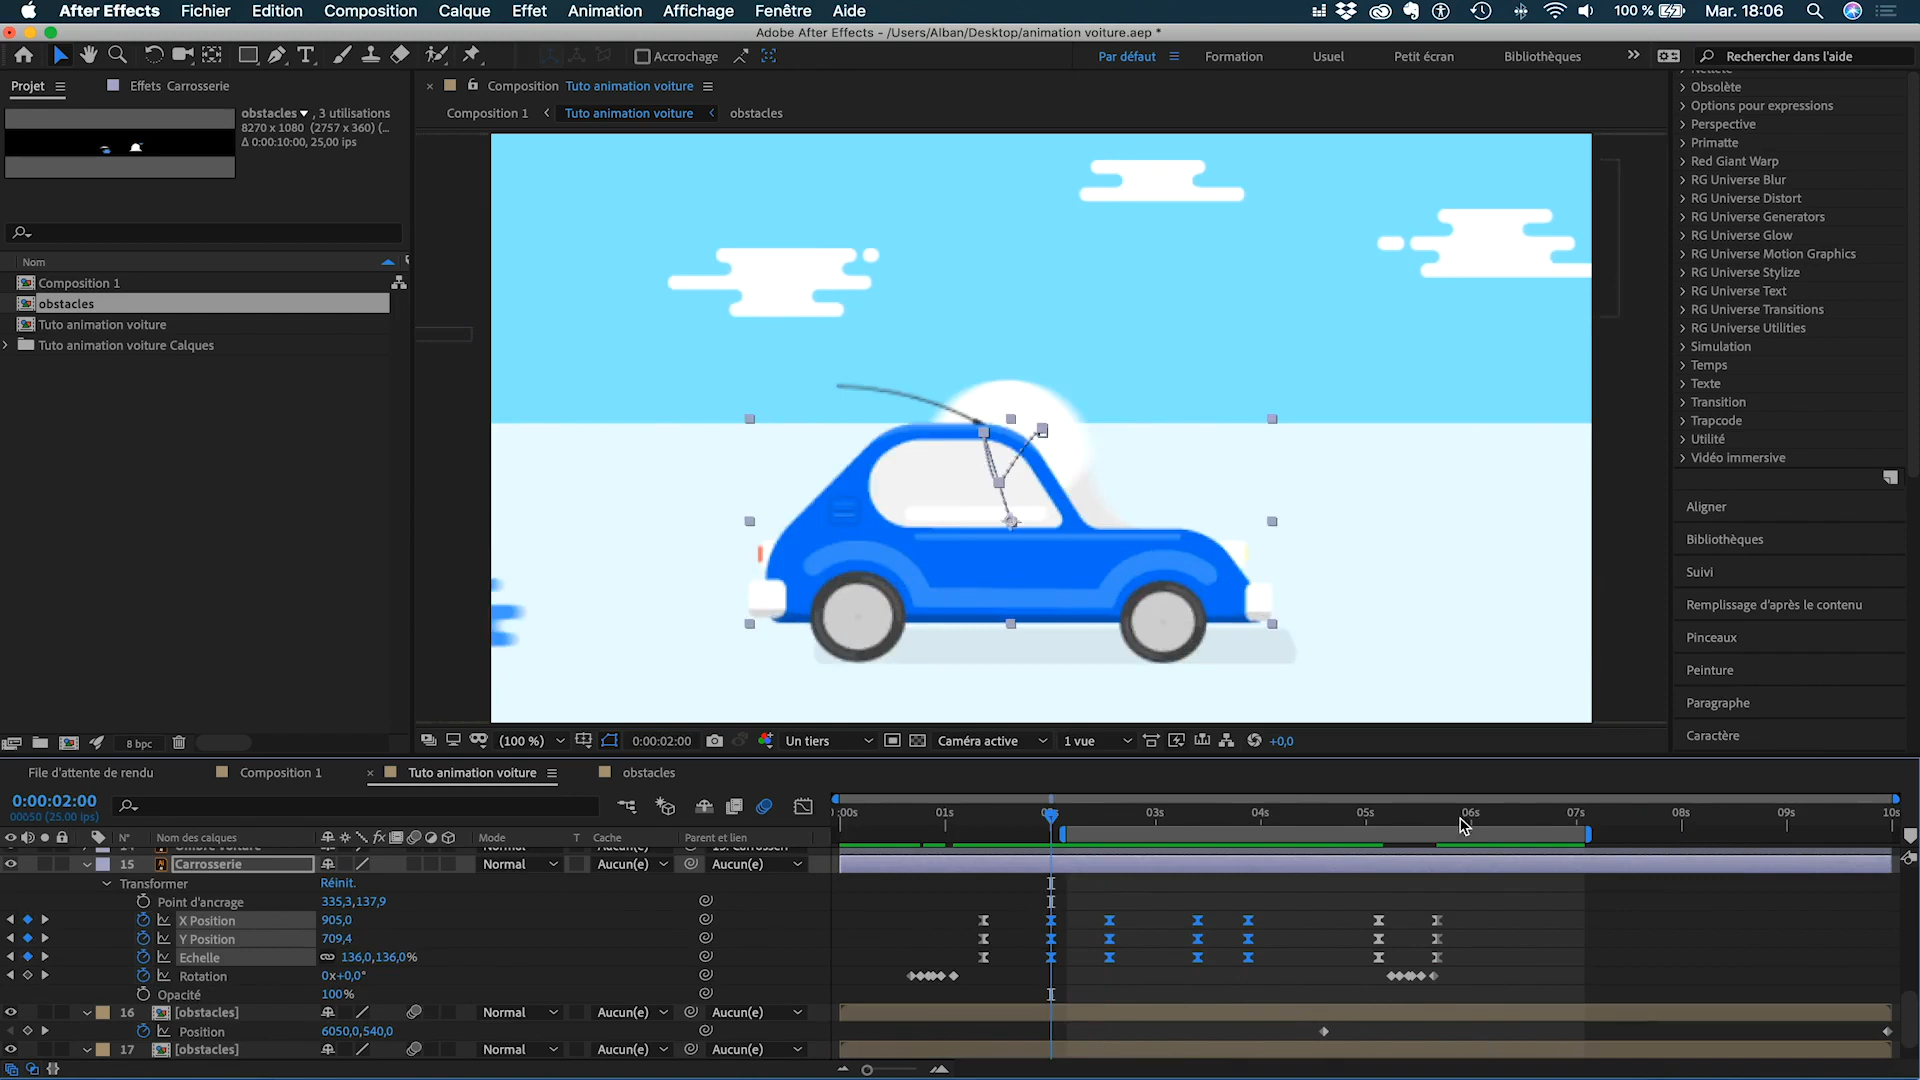 After Effects Fichier Edition Composition Calque Effet Animation Affichage Fenêtre Aide 100 % Mar. 18:06
Adobe After Effects - /Users/Alban/Desktop/animation voiture.aep *
Accrochage Par défaut Formation Usuel Petit écran Bibliothèques Rechercher dans l'aide
Projet Effets Carrosserie
obstacles , 3 utilisations
8270 x 1080 (2757 x 360) (...
Δ 0:00:10:00, 25,00 ips
Nom
Composition 1
obstacles
Tuto animation voiture
Tuto animation voiture Calques
8 bpc
Composition Tuto animation voiture
Composition 1 Tuto animation voiture obstacles
(100 %) 0:00:02:00 Un tiers Caméra active 1 vue +0,0
Obsolète
Options pour expressions
Perspective
Primatte
Red Giant Warp
RG Universe Blur
RG Universe Distort
RG Universe Generators
RG Universe Glow
RG Universe Motion Graphics
RG Universe Stylize
RG Universe Text
RG Universe Transitions
RG Universe Utilities
Simulation
Temps
Texte
Transition
Trapcode
Utilité
Vidéo immersive
Aligner
Bibliothèques
Suivi
Remplissage d'après le contenu
Pinceaux
Peinture
Paragraphe
Caractère
File d'attente de rendu Composition 1 Tuto animation voiture obstacles
0:00:02:00
00050 (25.00 ips)
:00s 01s 03s 04s 05s 06s 07s 08s 09s 10s
N° Nom des calques fx Mode T Cache Parent et lien
15 Carrosserie Normal Aucun(e) Aucun(e)
Transformer Réinit.
Point d'ancrage 335,3,137,9
X Position 905,0
Y Position 709,4
Echelle 136,0,136,0%
Rotation 0x+0,0°
Opacité 100%
16 [obstacles] Normal Aucun(e) Aucun(e)
Position 6050,0,540,0
17 [obstacles] Normal Aucun(e) Aucun(e)